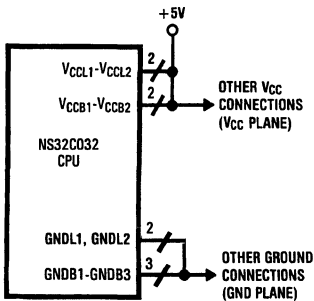 +5V
VCCL1-VCCL2
2
VCCB1-VCCB2
2
OTHER VCC
CONNECTIONS
(VCC PLANE)
NS32C032
CPU
GNDL1, GNDL2
2
GNDB1-GNDB3
3
OTHER GROUND
CONNECTIONS
(GND PLANE)